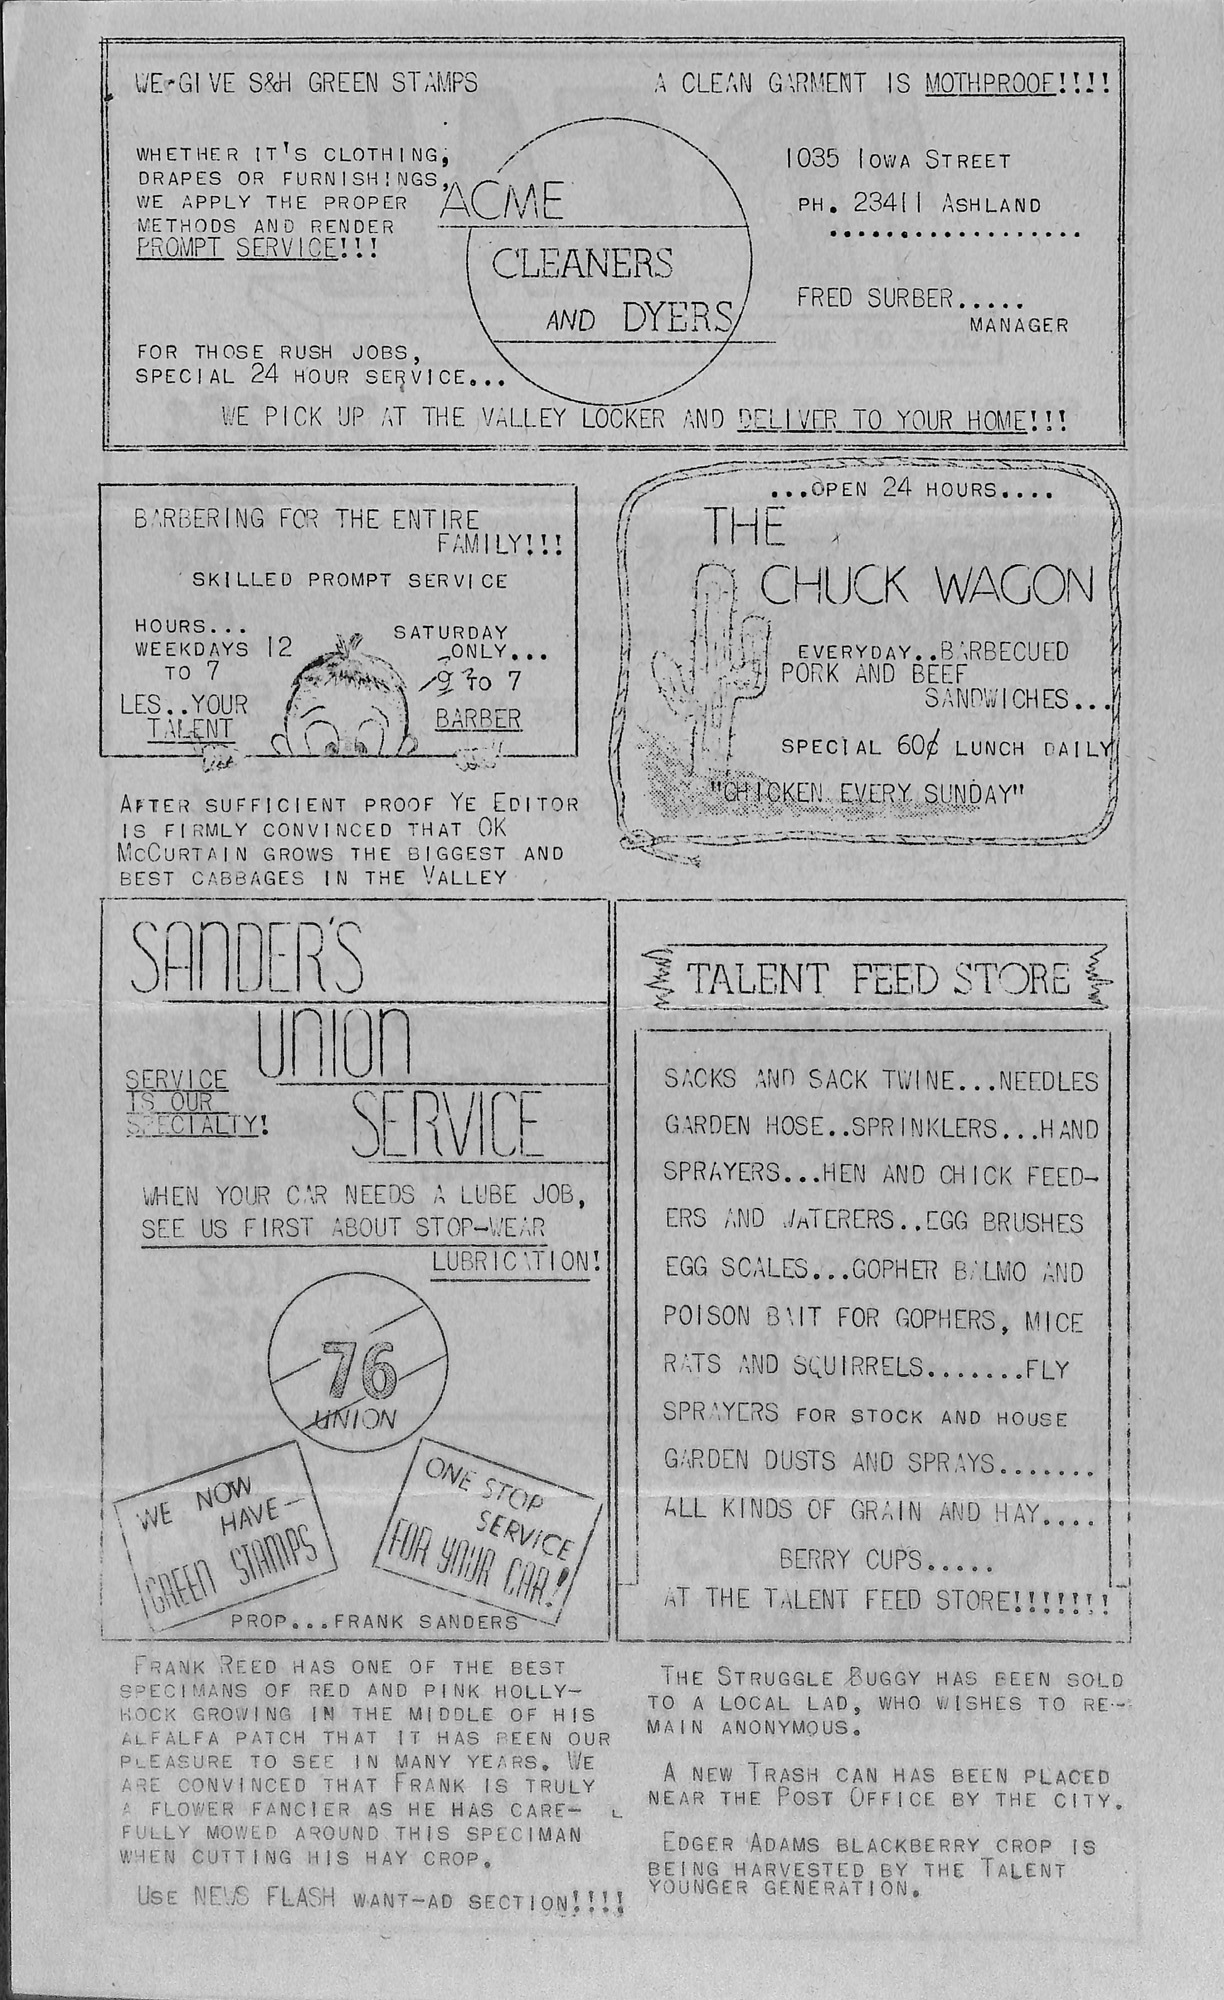 WE GIVE S&H GREEN STAMPS
A CLEAN GARMENT IS MOTHPROOF!!!!
WHETHER IT'S CLOTHING,
DRAPES OR FURNISHINGS,
WE APPLY THE PROPER
METHODS AND RENDER
PROMPT SERVICE!!!
ACME
CLEANERS
AND DYERS
1035 IOWA STREET
PH. 23411 ASHLAND
..................
FRED SURBER.....
MANAGER
FOR THOSE RUSH JOBS,
SPECIAL 24 HOUR SERVICE...
WE PICK UP AT THE VALLEY LOCKER AND DELIVER TO YOUR HOME!!!
BARBERING FOR THE ENTIRE
FAMILY!!!
SKILLED PROMPT SERVICE
HOURS...
WEEKDAYS 12
TO 7
SATURDAY
ONLY...
9 TO 7
LES..YOUR
TALENT
BARBER
...OPEN 24 HOURS....
THE
CHUCK WAGON
EVERYDAY..BARBECUED
PORK AND BEEF
SANDWICHES...
SPECIAL 60¢ LUNCH DAILY
"CHICKEN EVERY SUNDAY"
AFTER SUFFICIENT PROOF YE EDITOR
IS FIRMLY CONVINCED THAT OK
MCCURTAIN GROWS THE BIGGEST AND
BEST CABBAGES IN THE VALLEY
SANDER'S
UNION
SERVICE
SERVICE
IS OUR
SPECIALTY!
WHEN YOUR CAR NEEDS A LUBE JOB,
SEE US FIRST ABOUT STOP-WEAR
LUBRICATION!
76
UNION
WE NOW
HAVE-
GREEN STAMPS
ONE STOP
SERVICE
FOR YOUR CAR!
PROP...FRANK SANDERS
TALENT FEED STORE
SACKS AND SACK TWINE...NEEDLES
GARDEN HOSE..SPRINKLERS...HAND
SPRAYERS...HEN AND CHICK FEED-
ERS AND WATERERS..EGG BRUSHES
EGG SCALES...GOPHER BALMO AND
POISON BAIT FOR GOPHERS, MICE
RATS AND SQUIRRELS.......FLY
SPRAYERS FOR STOCK AND HOUSE
GARDEN DUSTS AND SPRAYS.......
ALL KINDS OF GRAIN AND HAY....
BERRY CUPS.....
AT THE TALENT FEED STORE!!!!!!!
FRANK REED HAS ONE OF THE BEST
SPECIMANS OF RED AND PINK HOLLY-
HOCK GROWING IN THE MIDDLE OF HIS
ALFALFA PATCH THAT IT HAS BEEN OUR
PLEASURE TO SEE IN MANY YEARS. WE
ARE CONVINCED THAT FRANK IS TRULY
A FLOWER FANCIER AS HE HAS CARE-
FULLY MOWED AROUND THIS SPECIMAN
WHEN CUTTING HIS HAY CROP.
USE NEWS FLASH WANT-AD SECTION!!!!
THE STRUGGLE BUGGY HAS BEEN SOLD
TO A LOCAL LAD, WHO WISHES TO RE-
MAIN ANONYMOUS.
A NEW TRASH CAN HAS BEEN PLACED
NEAR THE POST OFFICE BY THE CITY.
EDGER ADAMS BLACKBERRY CROP IS
BEING HARVESTED BY THE TALENT
YOUNGER GENERATION.